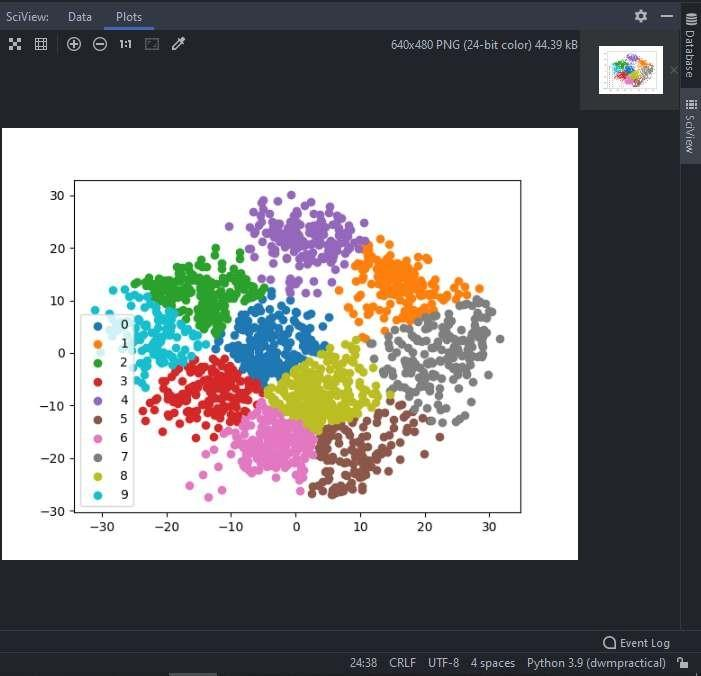 SciView: Data Plots
1:1 640x480 PNG (24-bit color) 44.39 kB
Database
SciView
30
20
10
0
−10
−20
−30
0
1
2
3
4
5
6
7
8
9
−30 −20 −10 0 10 20 30
Event Log
24:38 CRLF UTF-8 4 spaces Python 3.9 (dwmpractical)